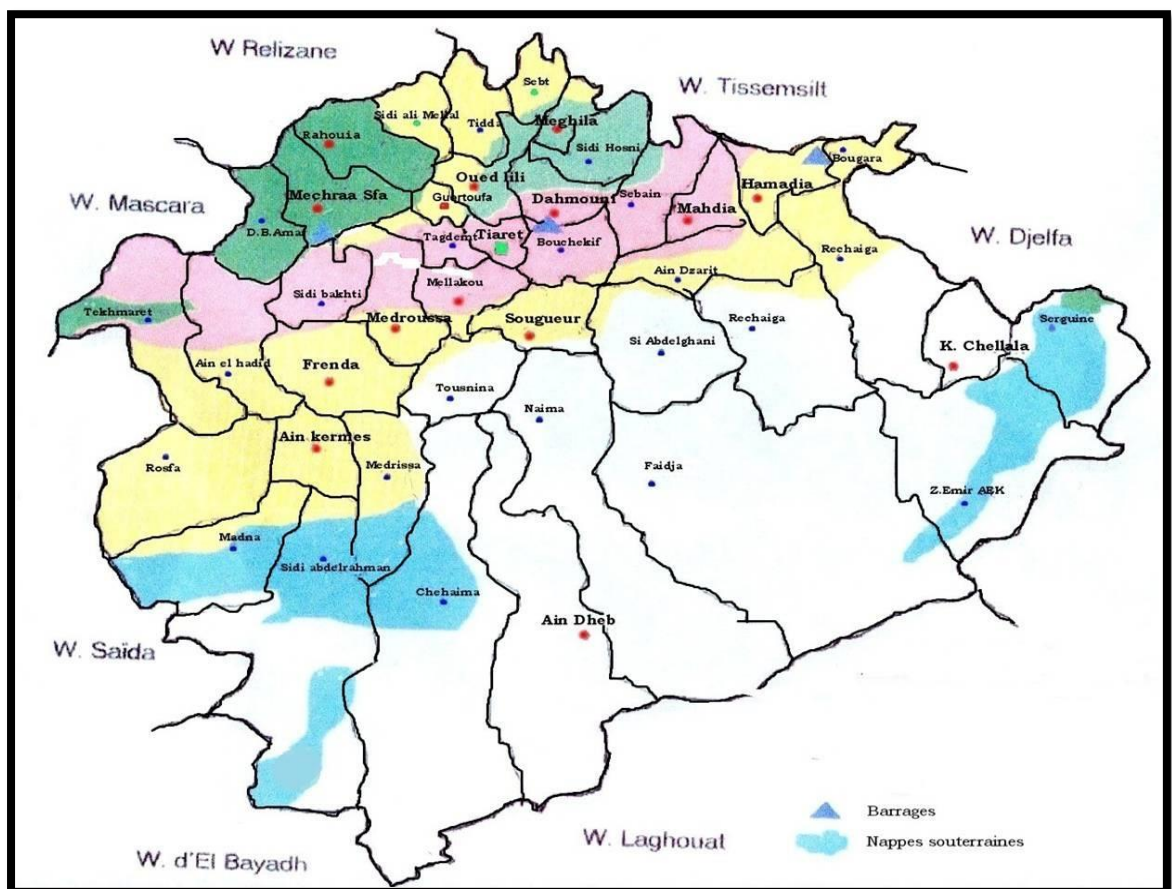 W Relizane
W. Tissemsilt
Sebt
Sidi ali Mellal
Tidda
Meghila
Rahouia
Sidi Hosni
Bougara
Oued lili
Hamadia
Mechraa Sfa
Guertoufa
Dahmouni
Sebain
W. Mascara
Mahdia
D.B.Amar
Tagdemt
Tiaret
Bouchekif
W. Djelfa
Rechaiga
Ain Dzarit
Mellakou
Sidi bakhti
Tekhmaret
Medroussa
Sougueur
Rechaiga
Serguine
Si Abdelghani
K. Chellala
Ain el hadid
Frenda
Tousnina
Naima
Ain kermes
Rosfa
Medrissa
Faidja
Z.Emir AEK
Madna
Sidi abdelrahman
Chehaima
Ain Dheb
W. Saïda
Barrages
W. Laghouat
Nappes souterraines
W. d'El Bayadh